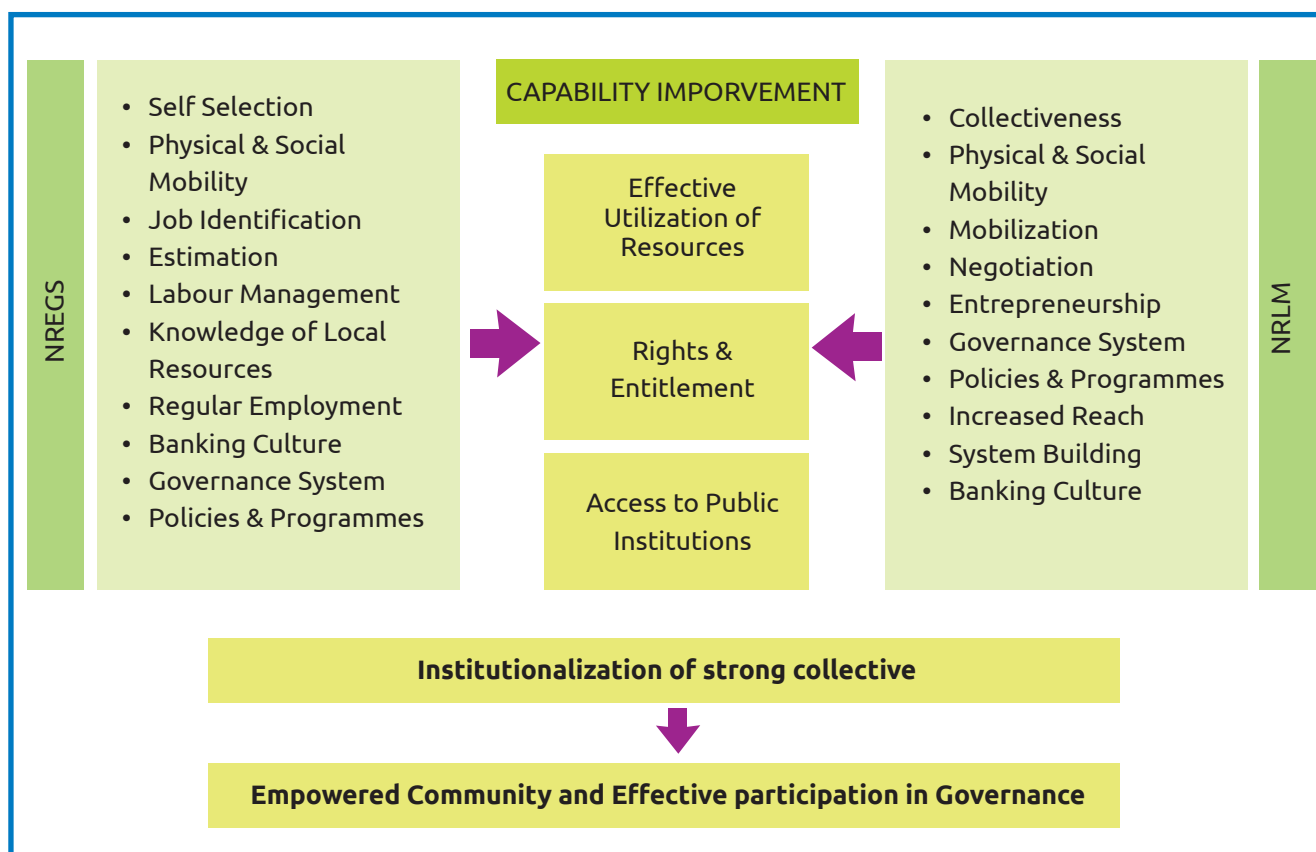 NREGS
• Self Selection
• Physical & Social
Mobility
• Job Identification
• Estimation
• Labour Management
• Knowledge of Local
Resources
• Regular Employment
• Banking Culture
• Governance System
• Policies & Programmes
CAPABILITY IMPORVEMENT
Effective
Utilization of
Resources
Rights &
Entitlement
Access to Public
Institutions
• Collectiveness
• Physical & Social
Mobility
• Mobilization
• Negotiation
• Entrepreneurship
• Governance System
• Policies & Programmes
• Increased Reach
• System Building
• Banking Culture
NRLM
Institutionalization of strong collective
Empowered Community and Effective participation in Governance